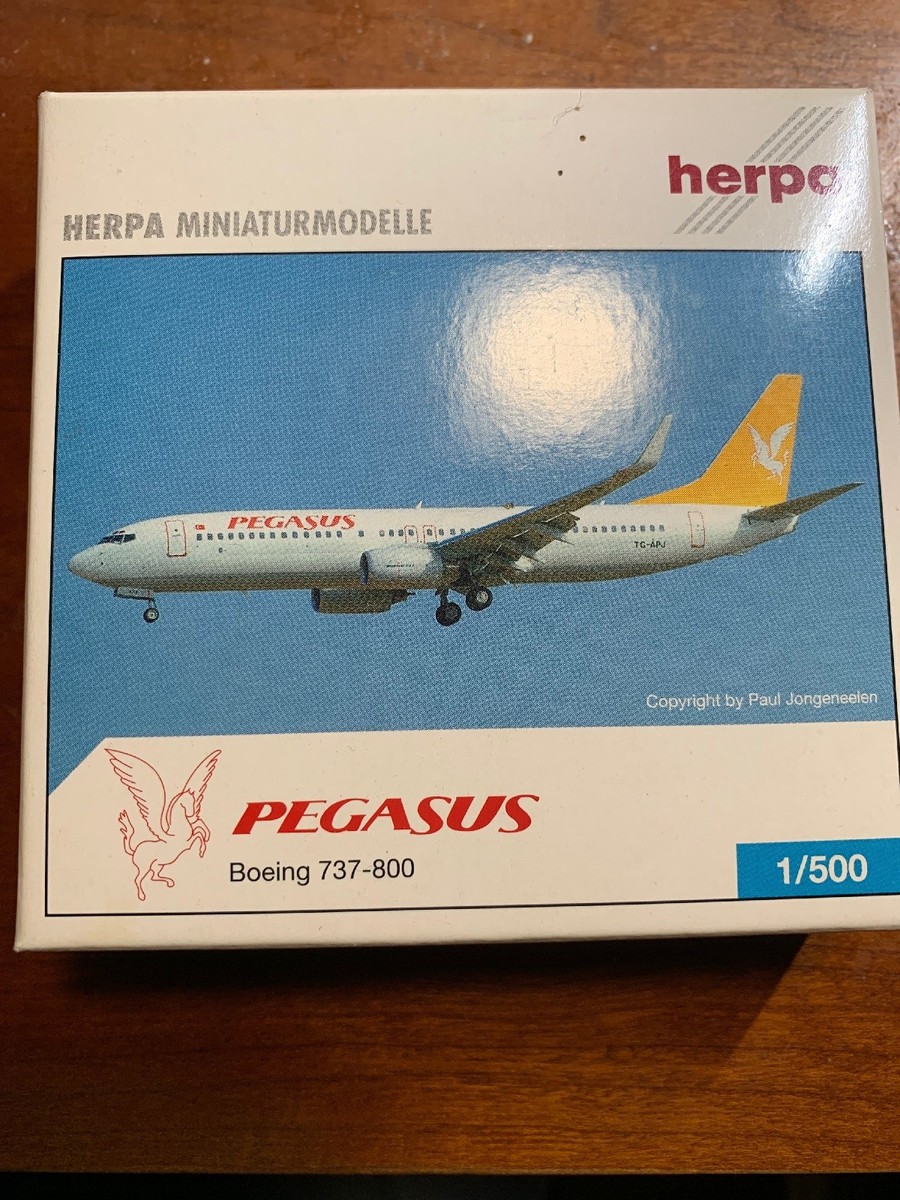 herpa
HERPA MINIATURMODELLE
PEGASUS
TC-APJ
Copyright by Paul Jongeneelen
PEGASUS
Boeing 737-800
1/500